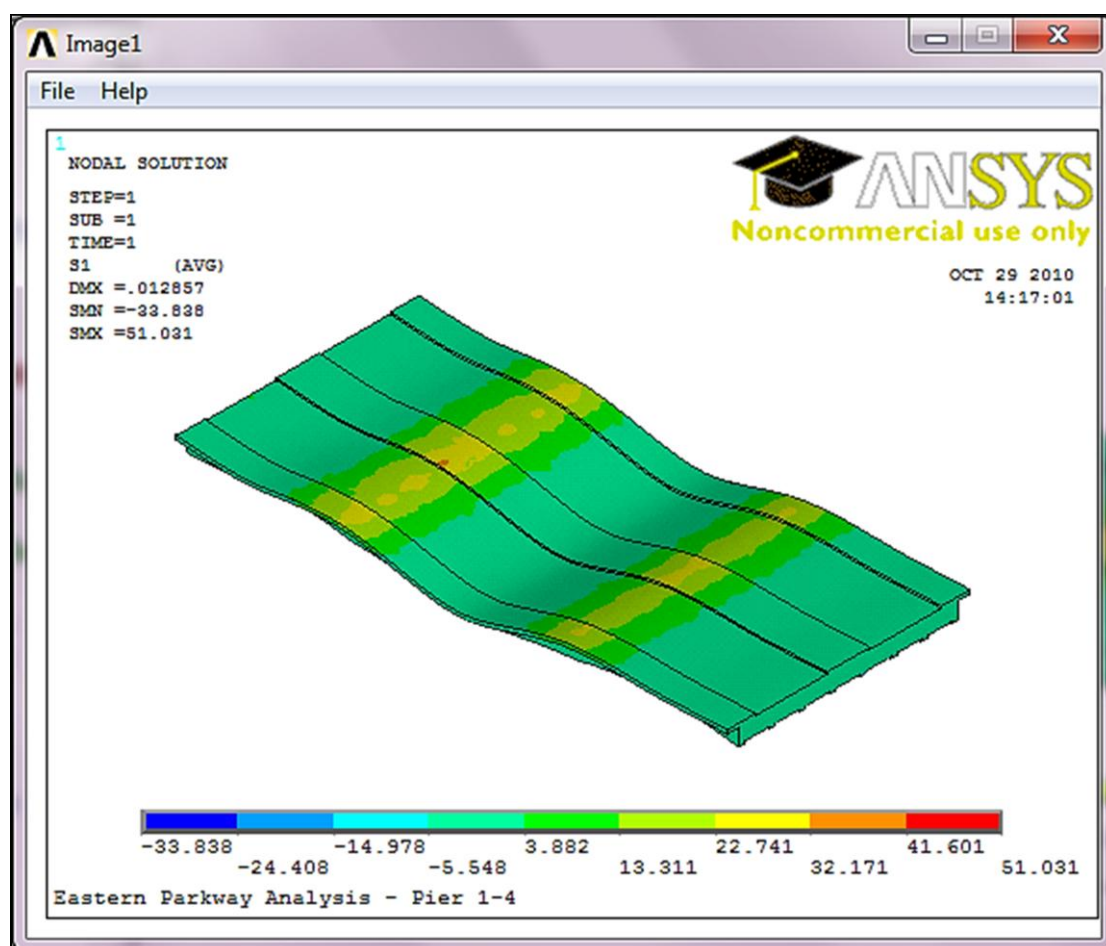 Image1
File Help
1
NODAL SOLUTION
STEP=1
SUB =1
TIME=1
S1 (AVG)
DMX =.012857
SMN =-33.838
SMX =51.031
ANSYS
Noncommercial use only
OCT 29 2010
14:17:01
-33.838 -14.978 3.882 22.741 41.601
-24.408 -5.548 13.311 32.171 51.031
Eastern Parkway Analysis - Pier 1-4